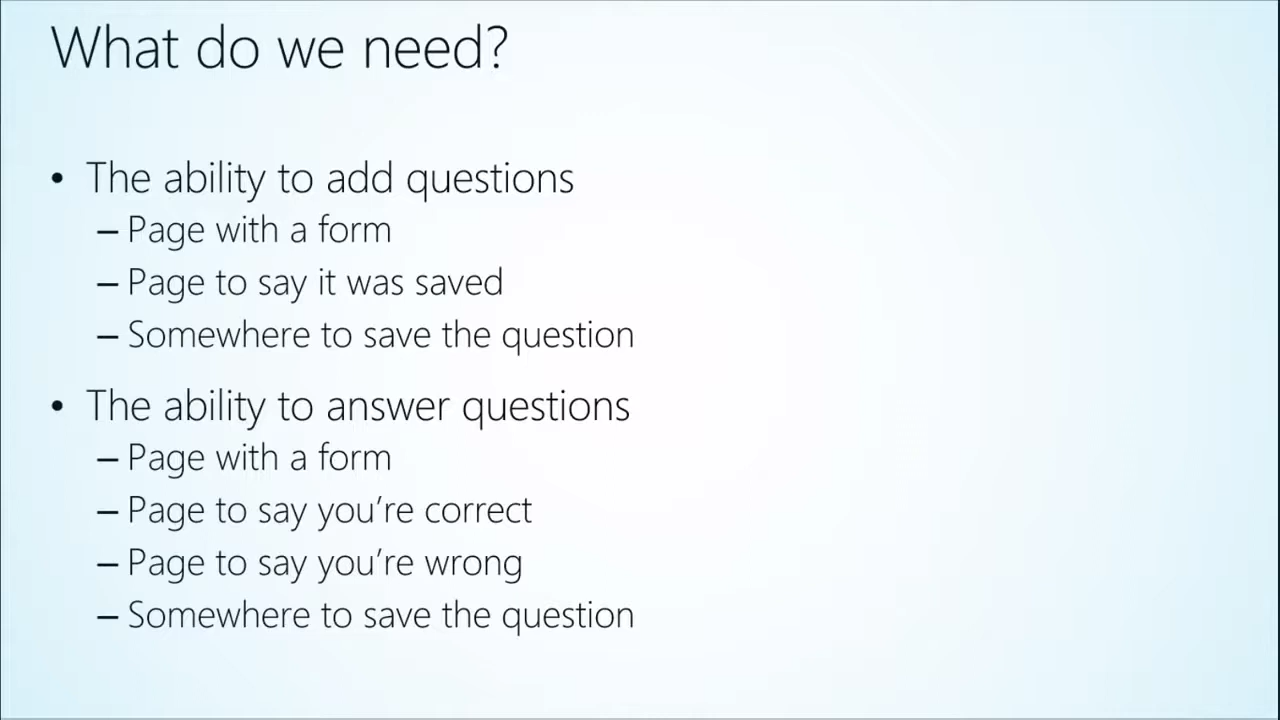 What do we need?
• The ability to add questions
– Page with a form
– Page to say it was saved
– Somewhere to save the question
• The ability to answer questions
– Page with a form
– Page to say you’re correct
– Page to say you’re wrong
– Somewhere to save the question